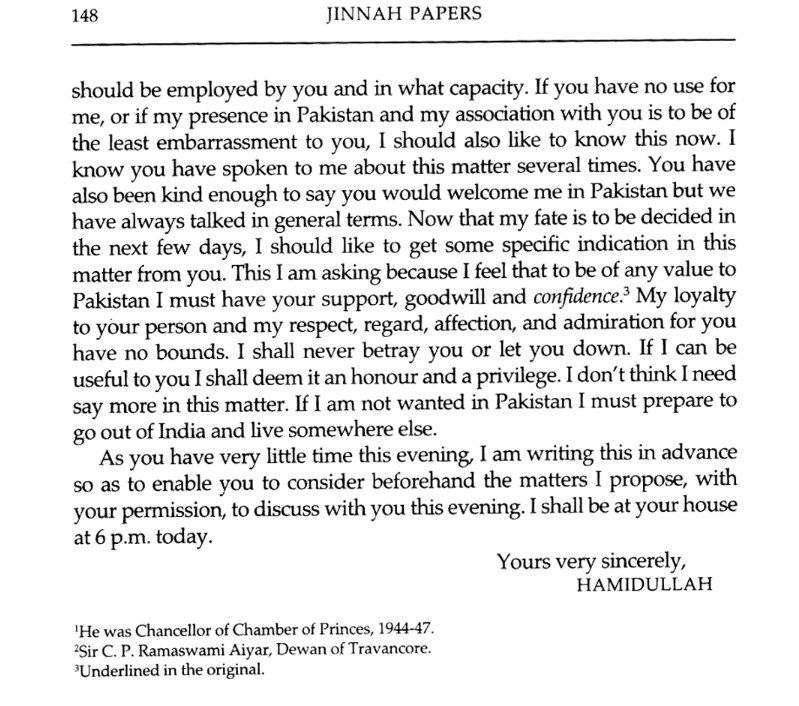 148
JINNAH PAPERS
should be employed by you and in what capacity. If you have no use for
me, or if my presence in Pakistan and my association with you is to be of
the least embarrassment to you, I should also like to know this now. I
know you have spoken to me about this matter several times. You have
also been kind enough to say you would welcome me in Pakistan but we
have always talked in general terms. Now that my fate is to be decided in
the next few days, I should like to get some specific indication in this
matter from you. This I am asking because I feel that to be of any value to
Pakistan I must have your support, goodwill and confidence.³ My loyalty
to your person and my respect, regard, affection, and admiration for you
have no bounds. I shall never betray you or let you down. If I can be
useful to you I shall deem it an honour and a privilege. I don't think I need
say more in this matter. If I am not wanted in Pakistan I must prepare to
go out of India and live somewhere else.
As you have very little time this evening, I am writing this in advance
so as to enable you to consider beforehand the matters I propose, with
your permission, to discuss with you this evening. I shall be at your house
at 6 p.m. today.
Yours very sincerely,
HAMIDULLAH
¹He was Chancellor of Chamber of Princes, 1944-47.
²Sir C. P. Ramaswami Aiyar, Dewan of Travancore.
³Underlined in the original.